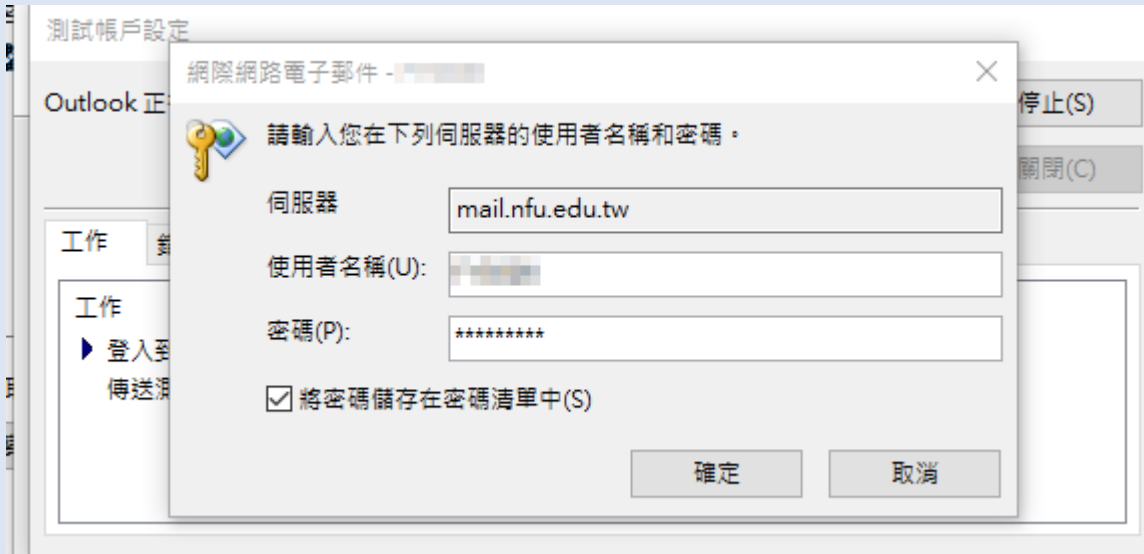 測試帳戶設定
網際網路電子郵件 -
Outlook 正
停止(S)
請輸入您在下列伺服器的使用者名稱和密碼。
關閉(C)
伺服器
mail.nfu.edu.tw
工作
使用者名稱(U):
工作
密碼(P):
*********
登入到
傳送測
將密碼儲存在密碼清單中(S)
確定
取消